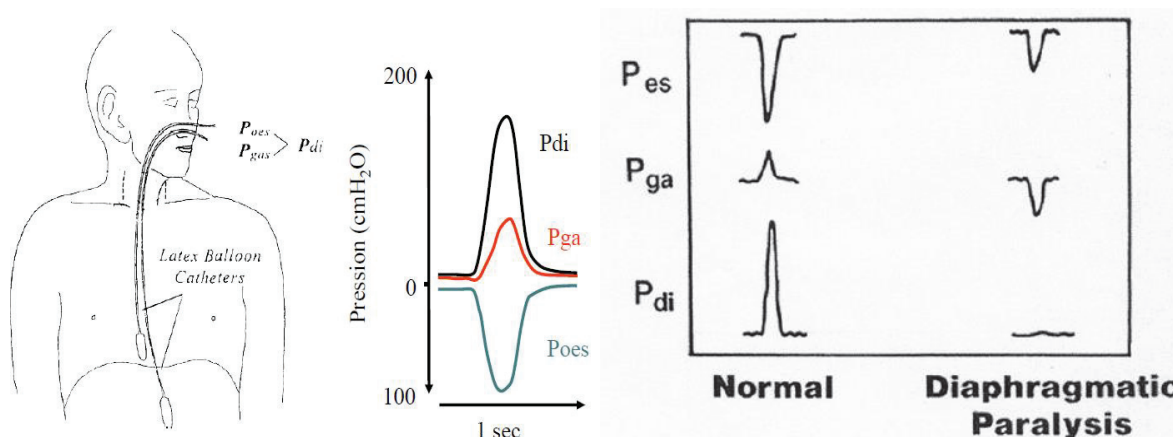 Poes
Pgas
Pdi
Latex Balloon
Catheters
Pression (cmH2O)
200
0
100
Pdi
Pga
Poes
1 sec
Pes
Pga
Pdi
Normal
Diaphragmatic
Paralysis